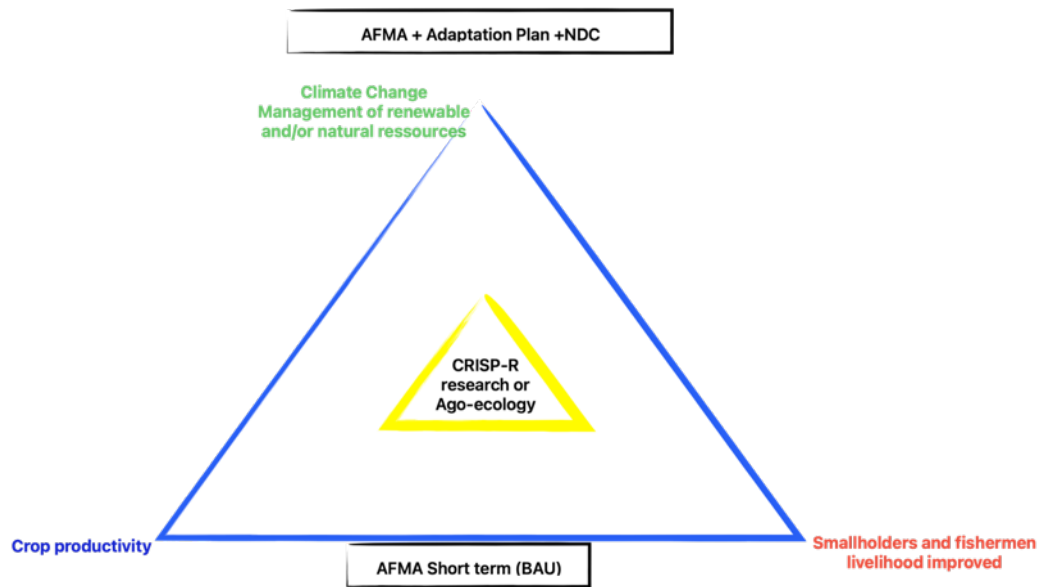 AFMA + Adaptation Plan +NDC
Climate Change
Management of renewable
and/or natural ressources
CRISP-R
research or
Ago-ecology
Crop productivity
Smallholders and fishermen
livelihood improved
AFMA Short term (BAU)